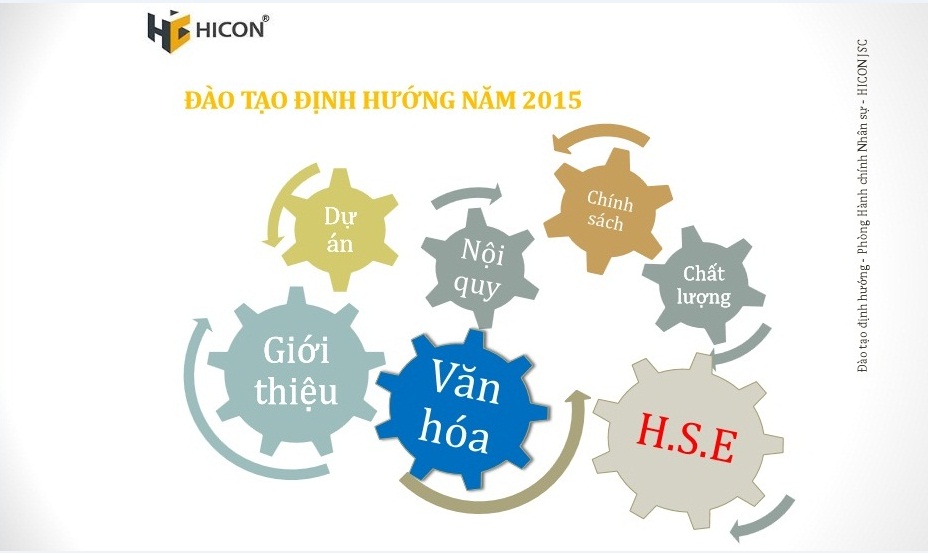 HICON®
ĐÀO TẠO ĐỊNH HƯỚNG NĂM 2015
Dự
án
Nội
quy
Chính
sách
Chất
lượng
Giới
thiệu
Văn
hóa
H.S.E
Đào tạo định hướng - Phòng Hành chính Nhân sự - HICON JSC